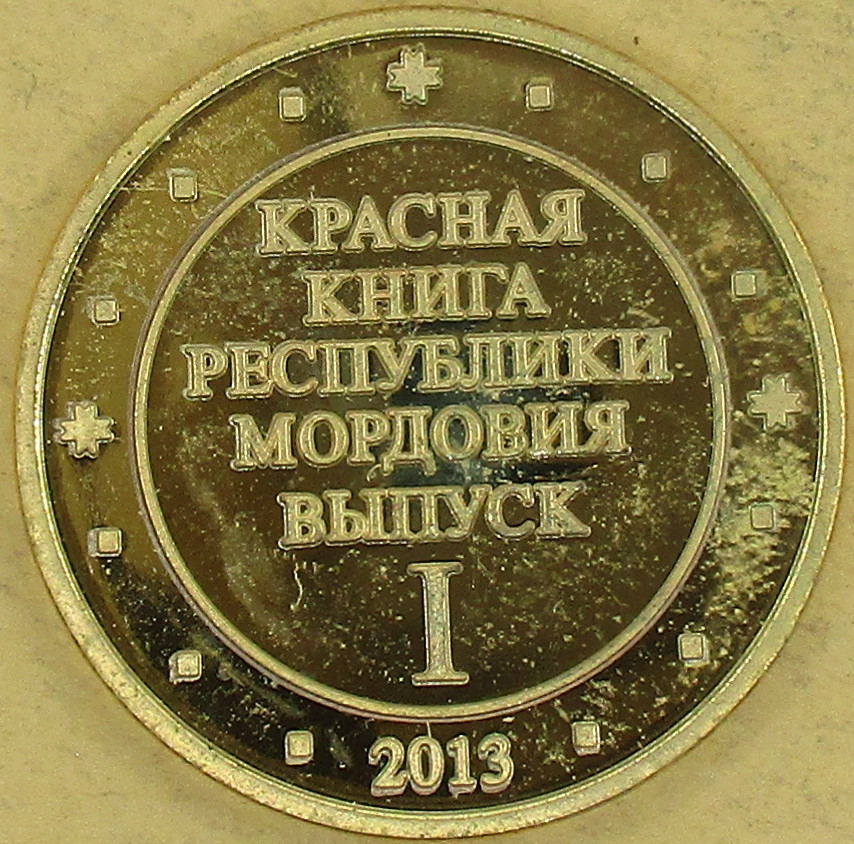 КРАСНАЯ
КНИГА
РЕСПУБЛИКИ
МОРДОВИЯ
ВЫПУСК
I
2013